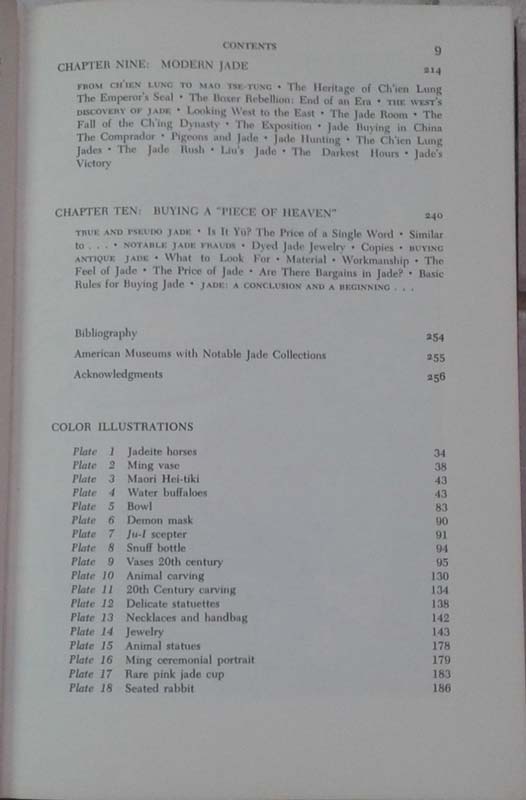 CONTENTS 9
CHAPTER NINE: MODERN JADE 214
FROM CH'IEN LUNG TO MAO TSE-TUNG • The Heritage of Ch'ien Lung
The Emperor's Seal • The Boxer Rebellion: End of an Era • THE WEST'S
DISCOVERY OF JADE • Looking West to the East • The Jade Room • The
Fall of the Ch'ing Dynasty • The Exposition • Jade Buying in China
The Comprador • Pigeons and Jade • Jade Hunting • The Ch'ien Lung
Jades • The Jade Rush • Liu's Jade • The Darkest Hours • Jade's
Victory
CHAPTER TEN: BUYING A "PIECE OF HEAVEN" 240
TRUE AND PSEUDO JADE • Is It Yü? The Price of a Single Word • Similar
to . . . • NOTABLE JADE FRAUDS • Dyed Jade Jewelry • Copies • BUYING
ANTIQUE JADE • What to Look For • Material • Workmanship • The
Feel of Jade • The Price of Jade • Are There Bargains in Jade? • Basic
Rules for Buying Jade • JADE: A CONCLUSION AND A BEGINNING . . .
Bibliography 254
American Museums with Notable Jade Collections 255
Acknowledgments 256
COLOR ILLUSTRATIONS
Plate 1 Jadeite horses 34
Plate 2 Ming vase 38
Plate 3 Maori Hei-tiki 43
Plate 4 Water buffaloes 43
Plate 5 Bowl 83
Plate 6 Demon mask 90
Plate 7 Ju-I scepter 91
Plate 8 Snuff bottle 94
Plate 9 Vases 20th century 95
Plate 10 Animal carving 130
Plate 11 20th Century carving 134
Plate 12 Delicate statuettes 138
Plate 13 Necklaces and handbag 142
Plate 14 Jewelry 143
Plate 15 Animal statues 178
Plate 16 Ming ceremonial portrait 179
Plate 17 Rare pink jade cup 183
Plate 18 Seated rabbit 186